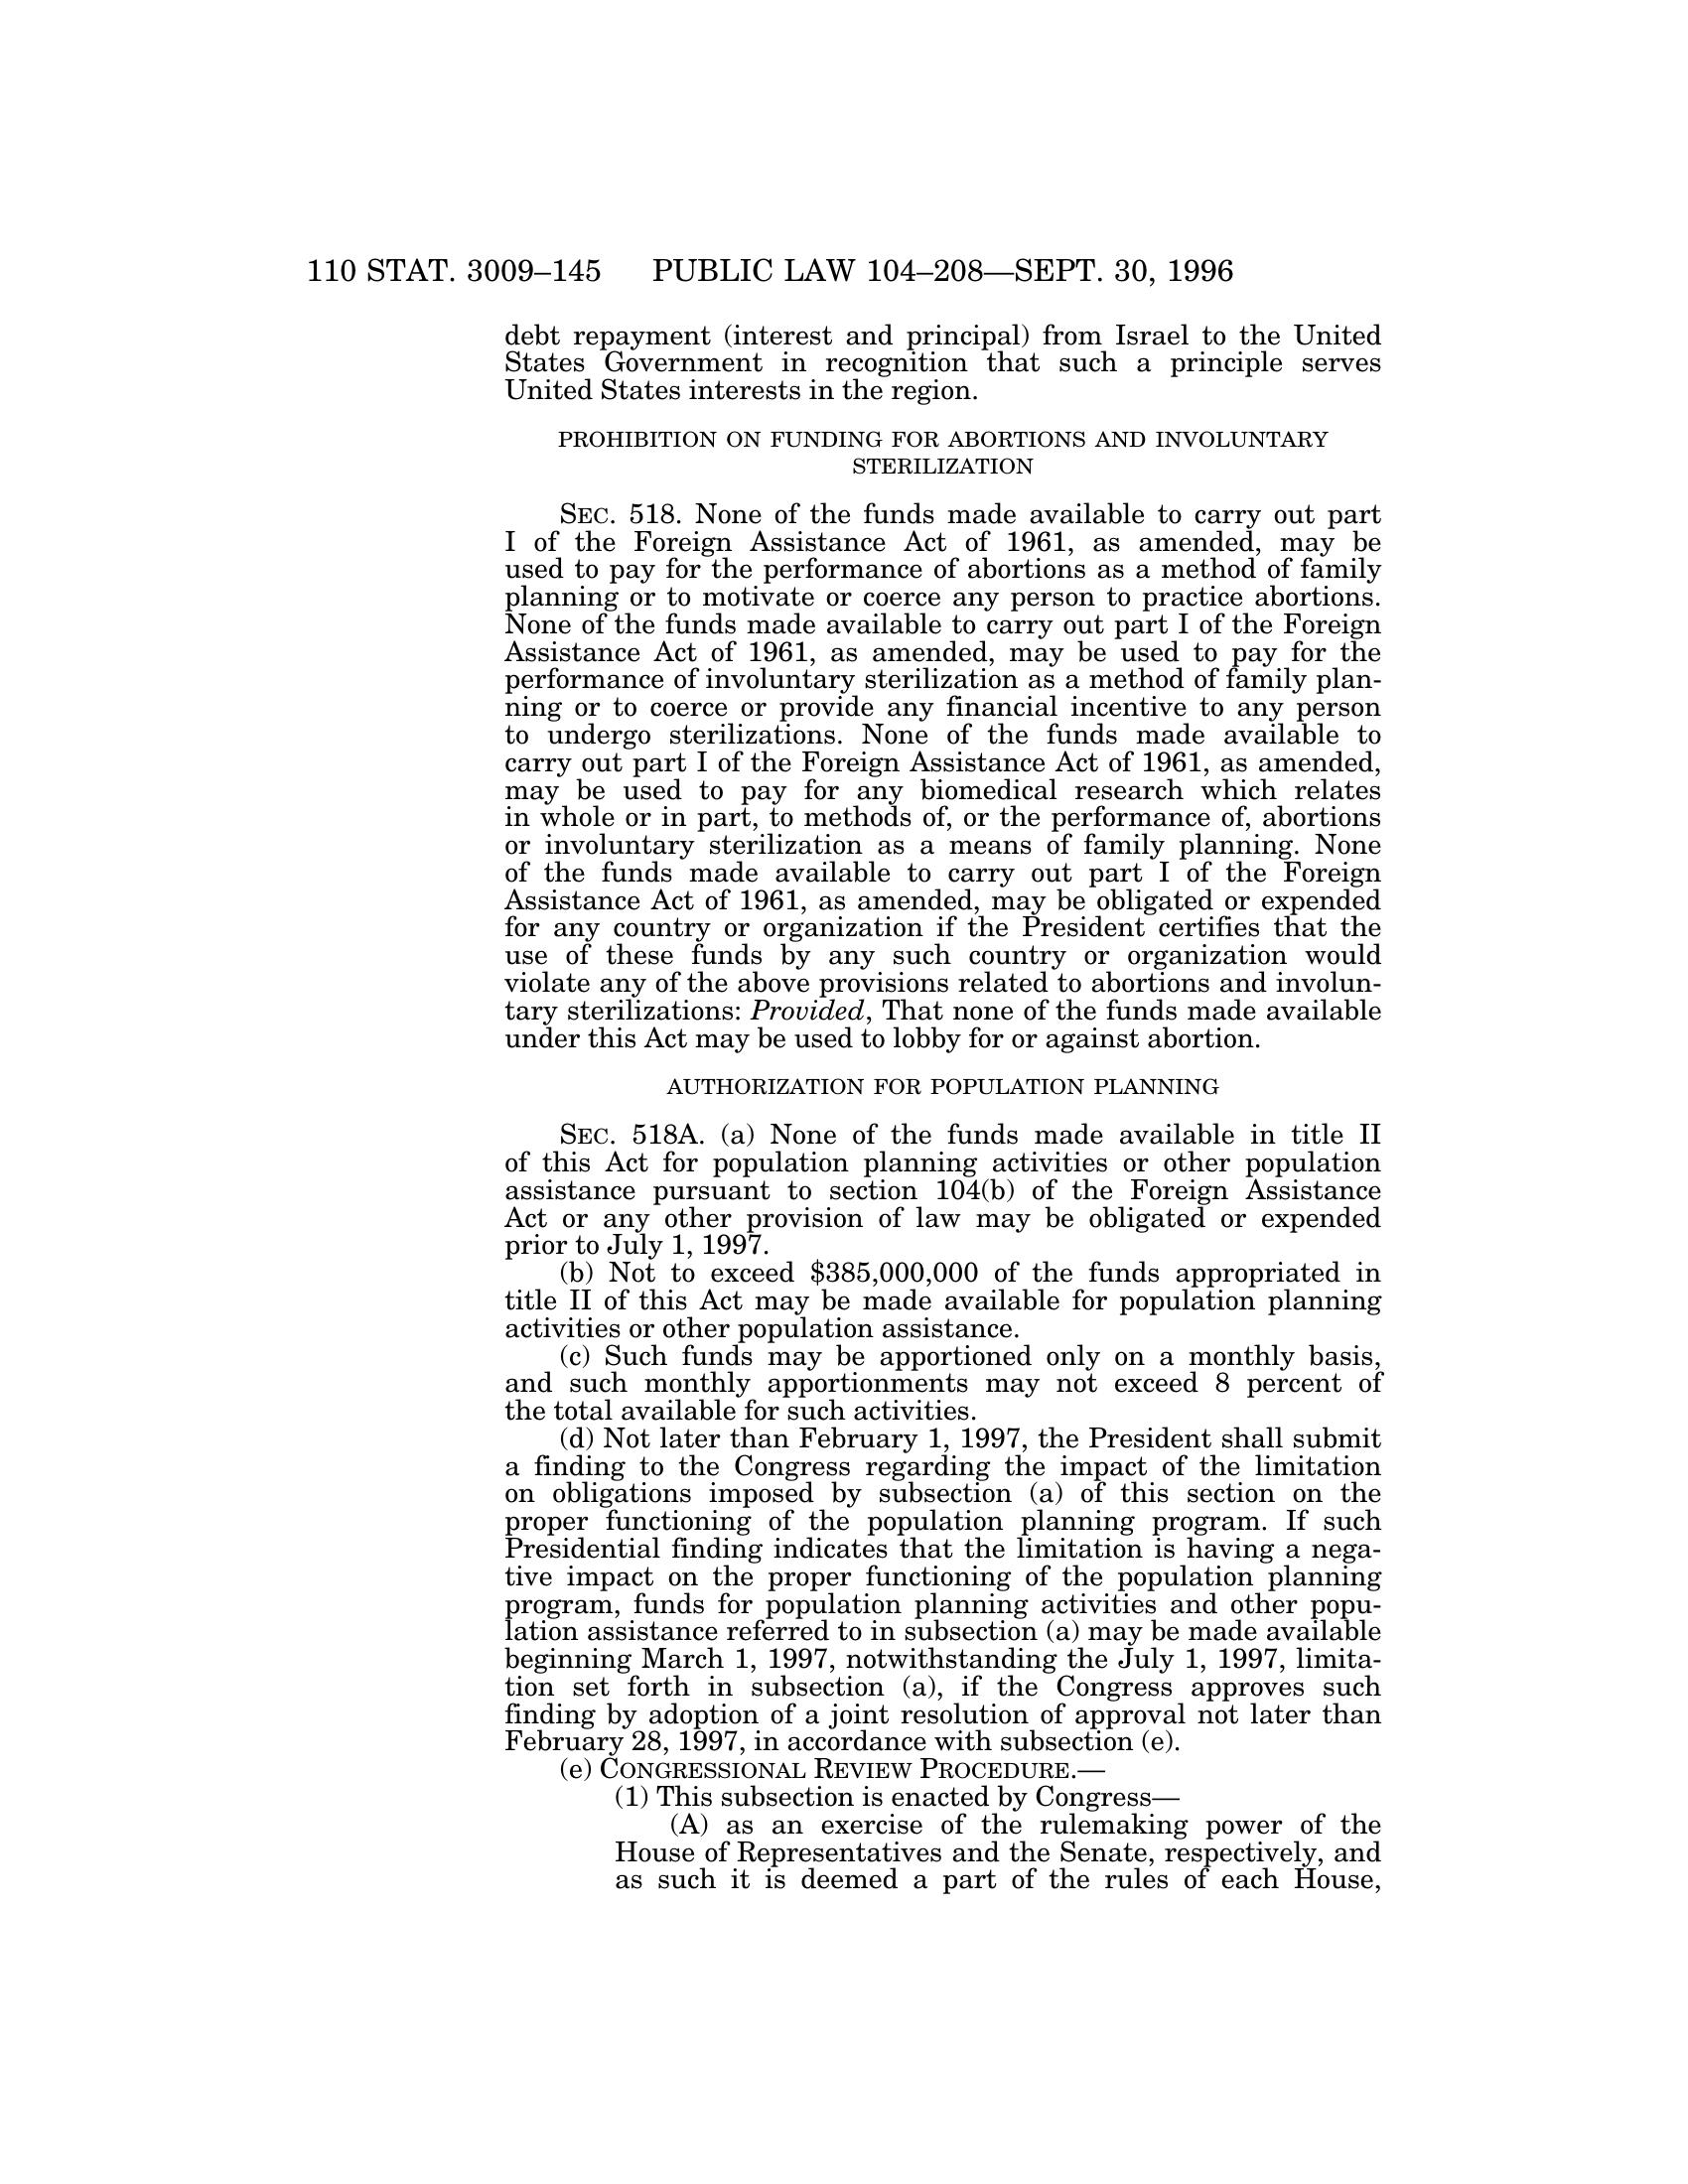 110 STAT. 3009–145 PUBLIC LAW 104–208—SEPT. 30, 1996
debt repayment (interest and principal) from Israel to the United
States Government in recognition that such a principle serves
United States interests in the region.
PROHIBITION ON FUNDING FOR ABORTIONS AND INVOLUNTARY
STERILIZATION
SEC. 518. None of the funds made available to carry out part
I of the Foreign Assistance Act of 1961, as amended, may be
used to pay for the performance of abortions as a method of family
planning or to motivate or coerce any person to practice abortions.
None of the funds made available to carry out part I of the Foreign
Assistance Act of 1961, as amended, may be used to pay for the
performance of involuntary sterilization as a method of family plan-
ning or to coerce or provide any financial incentive to any person
to undergo sterilizations. None of the funds made available to
carry out part I of the Foreign Assistance Act of 1961, as amended,
may be used to pay for any biomedical research which relates
in whole or in part, to methods of, or the performance of, abortions
or involuntary sterilization as a means of family planning. None
of the funds made available to carry out part I of the Foreign
Assistance Act of 1961, as amended, may be obligated or expended
for any country or organization if the President certifies that the
use of these funds by any such country or organization would
violate any of the above provisions related to abortions and involun-
tary sterilizations: Provided, That none of the funds made available
under this Act may be used to lobby for or against abortion.
AUTHORIZATION FOR POPULATION PLANNING
SEC. 518A. (a) None of the funds made available in title II
of this Act for population planning activities or other population
assistance pursuant to section 104(b) of the Foreign Assistance
Act or any other provision of law may be obligated or expended
prior to July 1, 1997.
(b) Not to exceed $385,000,000 of the funds appropriated in
title II of this Act may be made available for population planning
activities or other population assistance.
(c) Such funds may be apportioned only on a monthly basis,
and such monthly apportionments may not exceed 8 percent of
the total available for such activities.
(d) Not later than February 1, 1997, the President shall submit
a finding to the Congress regarding the impact of the limitation
on obligations imposed by subsection (a) of this section on the
proper functioning of the population planning program. If such
Presidential finding indicates that the limitation is having a nega-
tive impact on the proper functioning of the population planning
program, funds for population planning activities and other popu-
lation assistance referred to in subsection (a) may be made available
beginning March 1, 1997, notwithstanding the July 1, 1997, limita-
tion set forth in subsection (a), if the Congress approves such
finding by adoption of a joint resolution of approval not later than
February 28, 1997, in accordance with subsection (e).
(e) CONGRESSIONAL REVIEW PROCEDURE.—
(1) This subsection is enacted by Congress—
(A) as an exercise of the rulemaking power of the
House of Representatives and the Senate, respectively, and
as such it is deemed a part of the rules of each House,